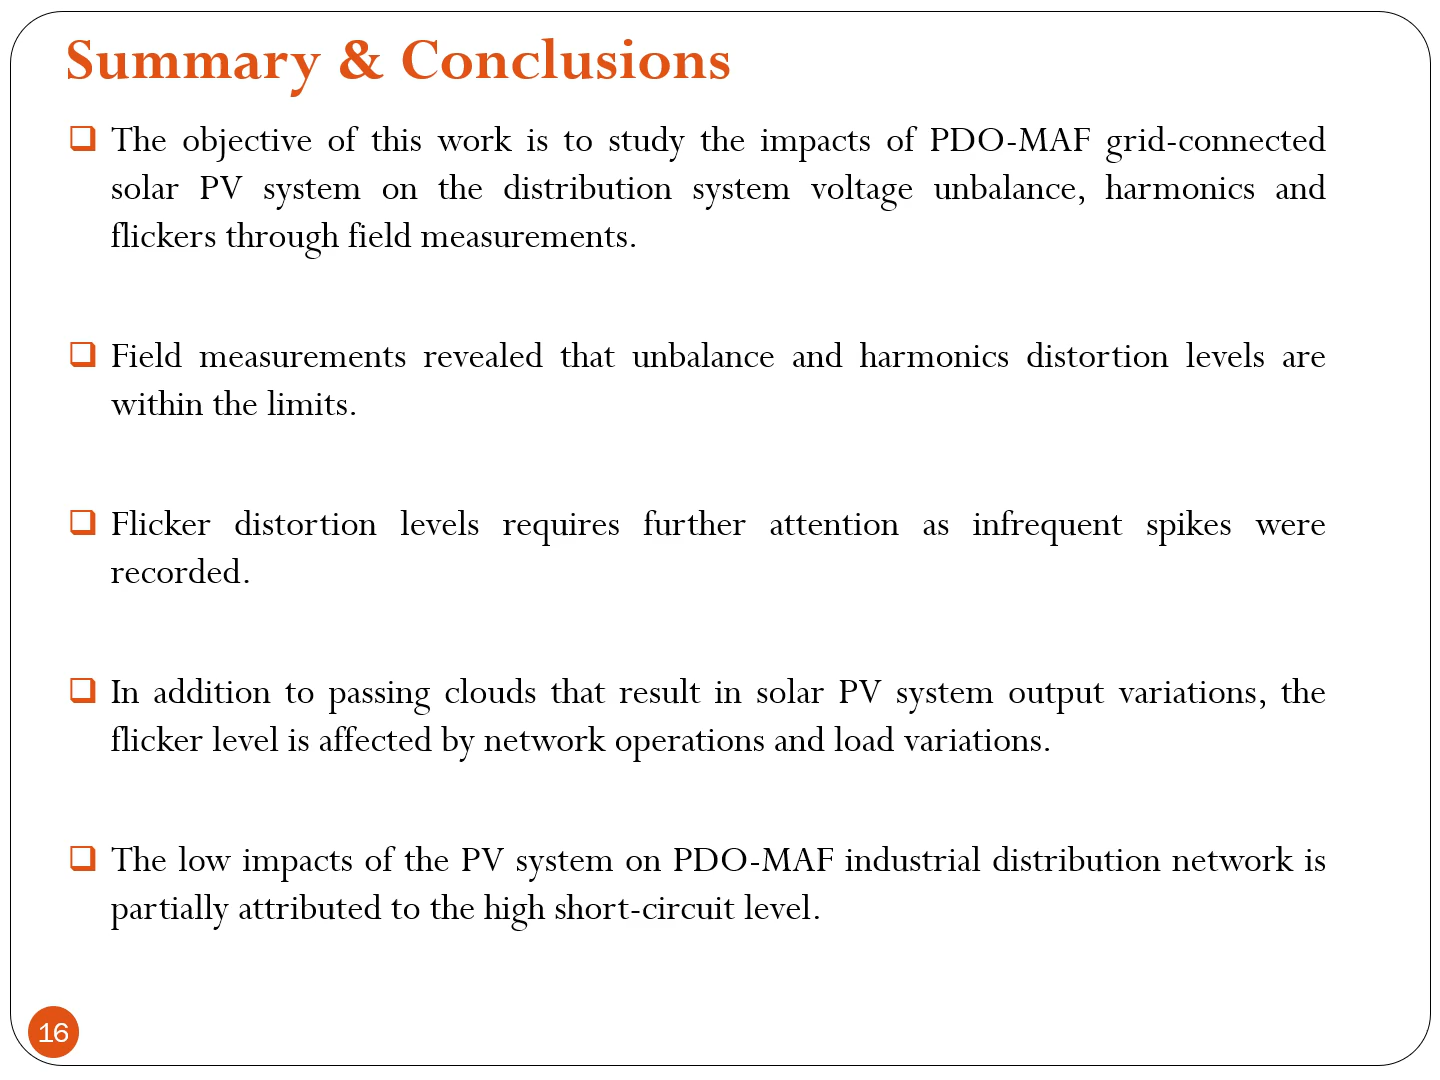 Summary & Conclusions
The objective of this work is to study the impacts of PDO-MAF grid-connected
solar PV system on the distribution system voltage unbalance, harmonics and
flickers through field measurements.
Field measurements revealed that unbalance and harmonics distortion levels are
within the limits.
Flicker distortion levels requires further attention as infrequent spikes were
recorded.
In addition to passing clouds that result in solar PV system output variations, the
flicker level is affected by network operations and load variations.
The low impacts of the PV system on PDO-MAF industrial distribution network is
partially attributed to the high short-circuit level.
16